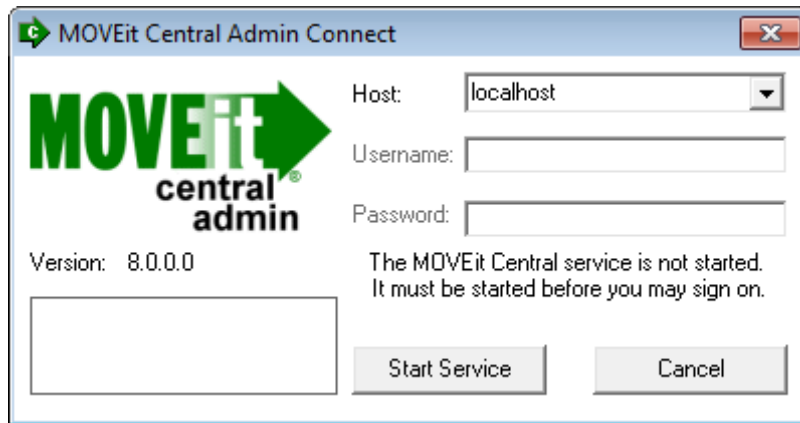 MOVEit Central Admin Connect
MOVEit®
central
admin
Host:
localhost
Username:
Password:
Version: 8.0.0.0
The MOVEit Central service is not started.
It must be started before you may sign on.
Start Service
Cancel